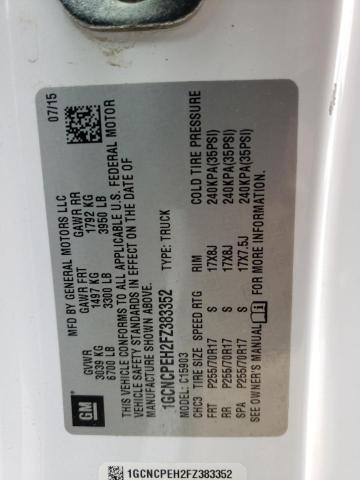 GM
MFD BY GENERAL MOTORS LLC
07/15
GVWR GAWR FRT GAWR RR
3039 KG 1497 KG 1792 KG
6700 LB 3300 LB 3950 LB
THIS VEHICLE CONFORMS TO ALL APPLICABLE U.S. FEDERAL MOTOR
VEHICLE SAFETY STANDARDS IN EFFECT ON THE DATE OF
MANUFACTURE SHOWN ABOVE.
1GCNCPEH2FZ383352 TYPE: TRUCK
C15903
CHC3 TIRE SIZE SPEED RTG RIM COLD TIRE PRESSURE
FRT P255/70R17 S 17X8J 240KPA(35PSI)
RR P255/70R17 S 17X8J 240KPA(35PSI)
SPA P255/70R17 S 17X7.5J 240KPA(35PSI)
SEE OWNER'S MANUAL FOR MORE INFORMATION.
1GCNCPEH2FZ383352